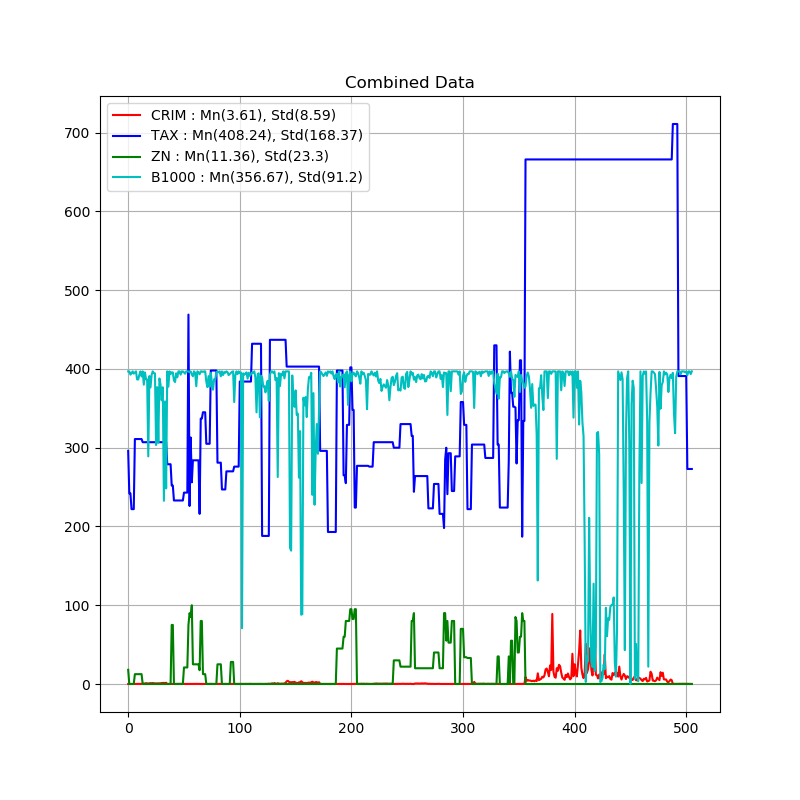 Combined Data
CRIM : Mn(3.61), Std(8.59)
TAX : Mn(408.24), Std(168.37)
ZN : Mn(11.36), Std(23.3)
B1000 : Mn(356.67), Std(91.2)
700
600
500
400
300
200
100
0
0 100 200 300 400 500